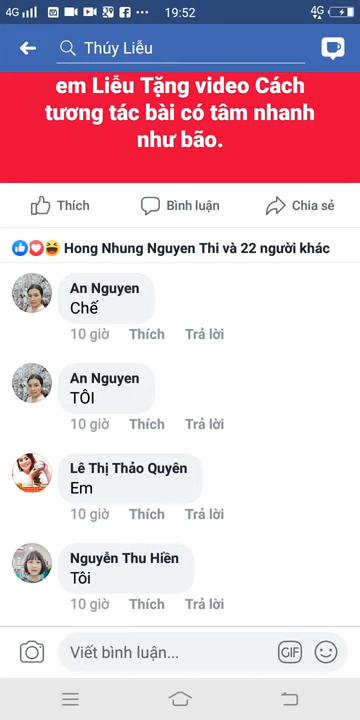 4G 19:52 4G
Thúy Liễu
em Liễu Tặng video Cách
tương tác bài có tâm nhanh
như bão.
Thích Bình luận Chia sẻ
Hong Nhung Nguyen Thi và 22 người khác
An Nguyen
Chế
10 giờ Thích Trả lời
An Nguyen
TÔI
10 giờ Thích Trả lời
Lê Thị Thảo Quyên
Em
10 giờ Thích Trả lời
Nguyễn Thu Hiền
Tôi
10 giờ Thích Trả lời
Viết bình luận... GIF